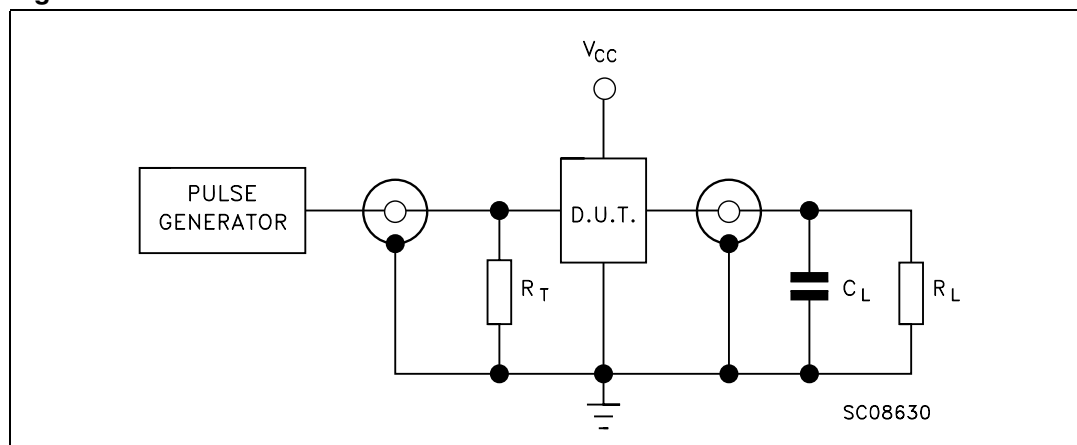 VCC
PULSE
GENERATOR
D.U.T.
RT
CL
RL
SC08630